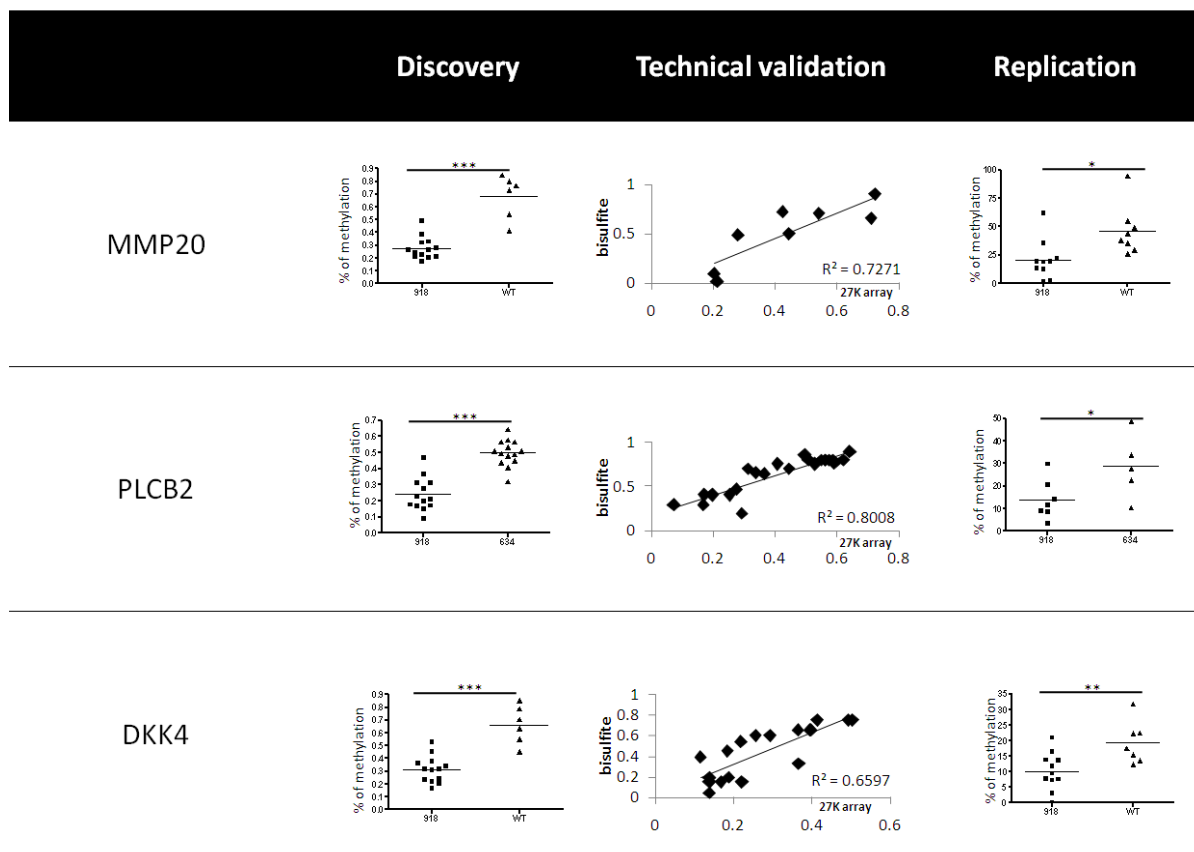 Discovery Technical validation Replication
MMP20
***
% of methylation
0.9
0.8
0.7
0.6
0.5
0.4
0.3
0.2
0.1
0.0
918 WT
bisulfite
1
0.5
0
R² = 0.7271
27K array
0 0.2 0.4 0.6 0.8
*
% of methylation
100
75
50
25
0
918 WT
PLCB2
***
% of methylation
0.7
0.6
0.5
0.4
0.3
0.2
0.1
0.0
918 634
bisulfite
1
0.5
0
R² = 0.8008
27K array
0 0.2 0.4 0.6 0.8
*
% of methylation
50
40
30
20
10
0
918 634
DKK4
***
% of methylation
0.9
0.8
0.7
0.6
0.5
0.4
0.3
0.2
0.1
0.0
918 WT
bisulfite
1
0.8
0.6
0.4
0.2
0
R² = 0.6597
27K array
0 0.2 0.4 0.6
**
% of methylation
35
30
25
20
15
10
5
0
918 WT